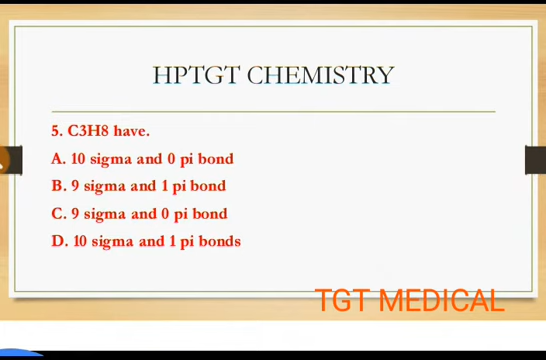 HPTGT CHEMISTRY
5. C3H8 have.
A. 10 sigma and 0 pi bond
B. 9 sigma and 1 pi bond
C. 9 sigma and 0 pi bond
D. 10 sigma and 1 pi bonds
TGT MEDICAL